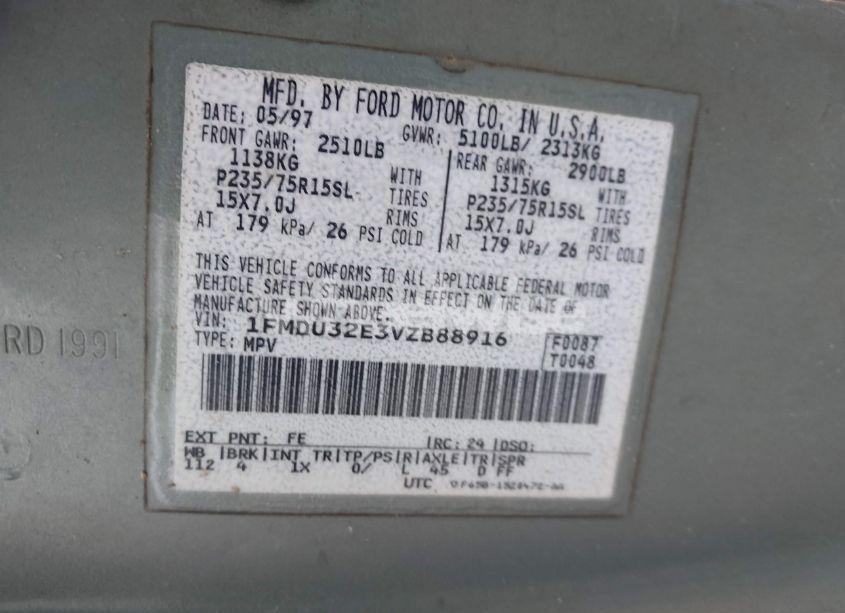 MFD. BY FORD MOTOR CO. IN U.S.A.
DATE: 05/97 GVWR: 5100LB/ 2313KG
FRONT GAWR: 2510LB
1138KG WITH
P235/75R15SL TIRES
15X7.0J RIMS
AT 179 kPa/ 26 PSI COLD
REAR GAWR: 2900LB
1315KG WITH
P235/75R15SL TIRES
15X7.0J RIMS
AT 179 kPa/ 26 PSI COLD
THIS VEHICLE CONFORMS TO ALL APPLICABLE FEDERAL MOTOR
VEHICLE SAFETY STANDARDS IN EFFECT ON THE DATE OF
MANUFACTURE SHOWN ABOVE.
VIN: 1FMDU32E3VZB88916
TYPE: MPV
F0087
T0048
RD 1991
EXT PNT: FE RC: 24 DSO:
WB BRK INT TR TP/PS R AXLE TR SPR
112 4 1X 0/ L 45 D FF
UTC